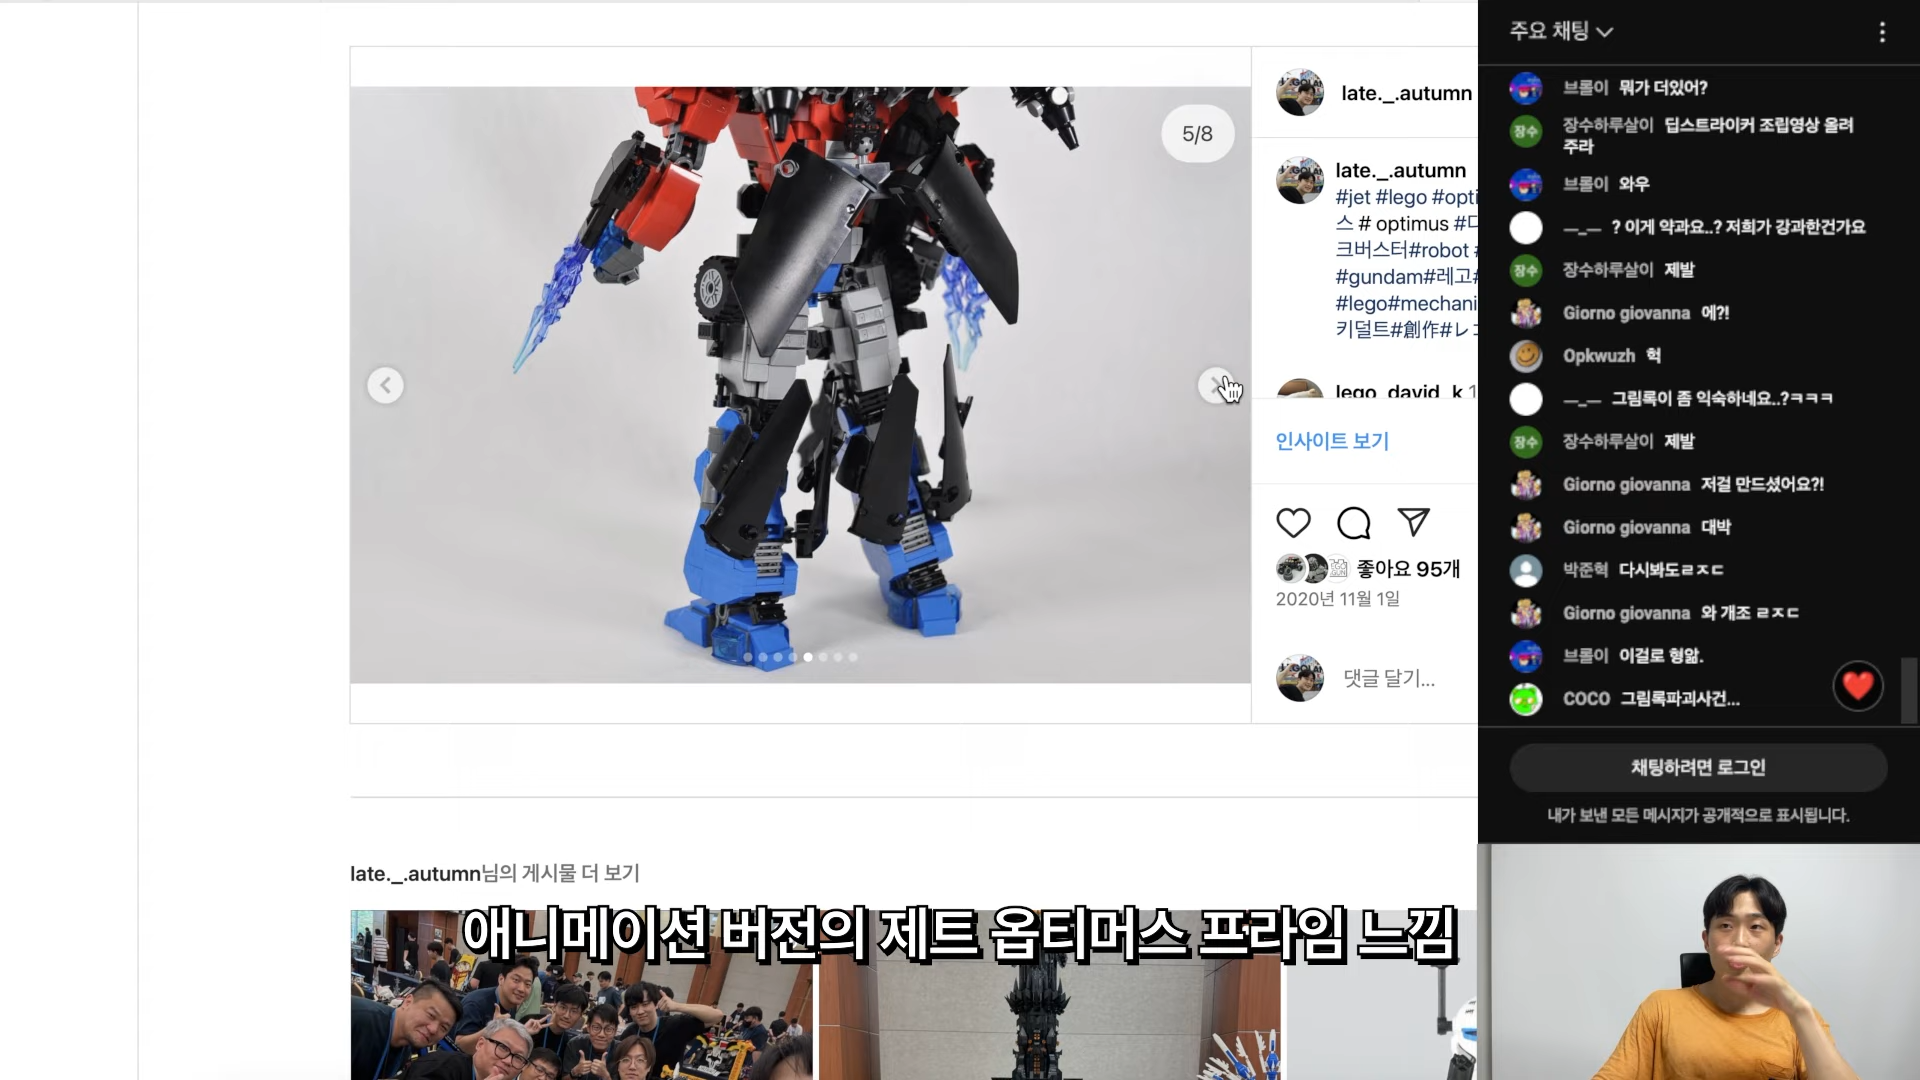 5/8
late._.autumn
late._.autumn
#jet #lego #opti
스 # optimus #디
크버스터#robot #
#gundam#레고#
#lego#mechani
키덜트#創作#レゴ
lego_david_k 1
인사이트 보기
좋아요 95개
2020년 11월 1일
댓글 달기...
late._.autumn님의 게시물 더 보기
애니메이션 버전의 제트 옵티머스 프라임 느낌
주요 채팅
브롤이 뭐가 더있어?
장수 장수하루살이 딥스트라이커 조립영상 올려
주라
브롤이 와우
ㅡ_ㅡ ? 이게 약과요..? 저희가 강과한건가요
장수 장수하루살이 제발
Giorno giovanna 에?!
Opkwuzh 헉
ㅡ_ㅡ 그림록이 좀 익숙하네요..?ㅋㅋㅋ
장수 장수하루살이 제발
Giorno giovanna 저걸 만드셨어요?!
Giorno giovanna 대박
박준혁 다시봐도ㄹㅈㄷ
Giorno giovanna 와 개조 ㄹㅈㄷ
브롤이 이걸로 형앎.
COCO 그림록파괴사건...
채팅하려면 로그인
내가 보낸 모든 메시지가 공개적으로 표시됩니다.